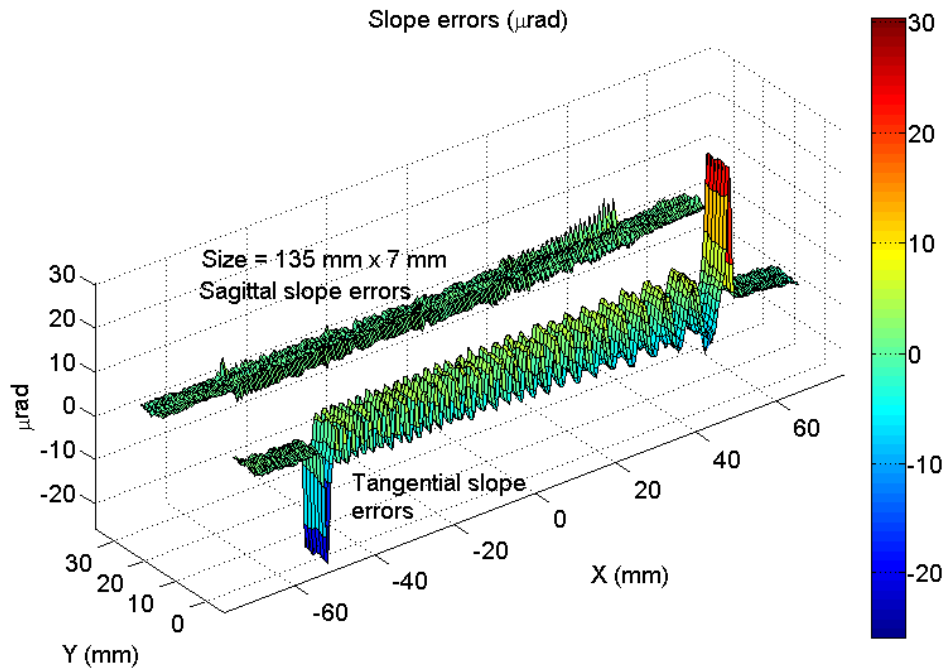 Slope errors (μrad)
30
20
10
0
-10
-20
μrad
Size = 135 mm x 7 mm
Sagittal slope errors
Tangential slope
errors
30
20
10
0
Y (mm)
-60
-40
-20
0
20
40
60
X (mm)
30
20
10
0
-10
-20